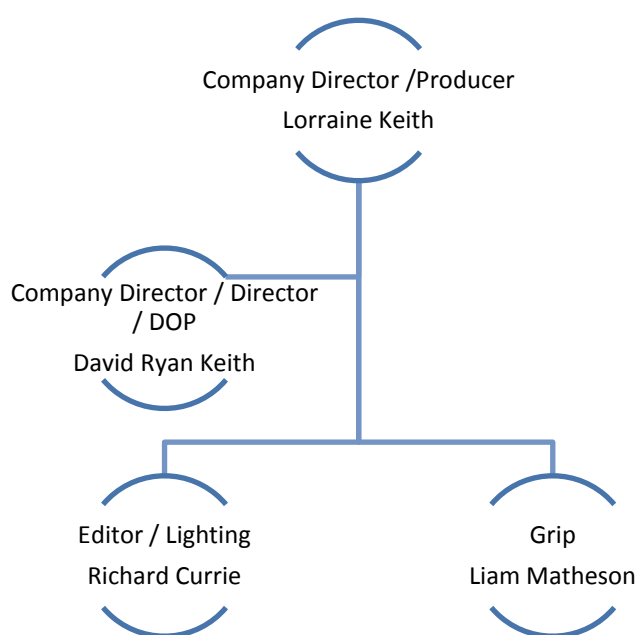 Company Director /Producer
Lorraine Keith
Company Director / Director
/ DOP
David Ryan Keith
Editor / Lighting
Richard Currie
Grip
Liam Matheson